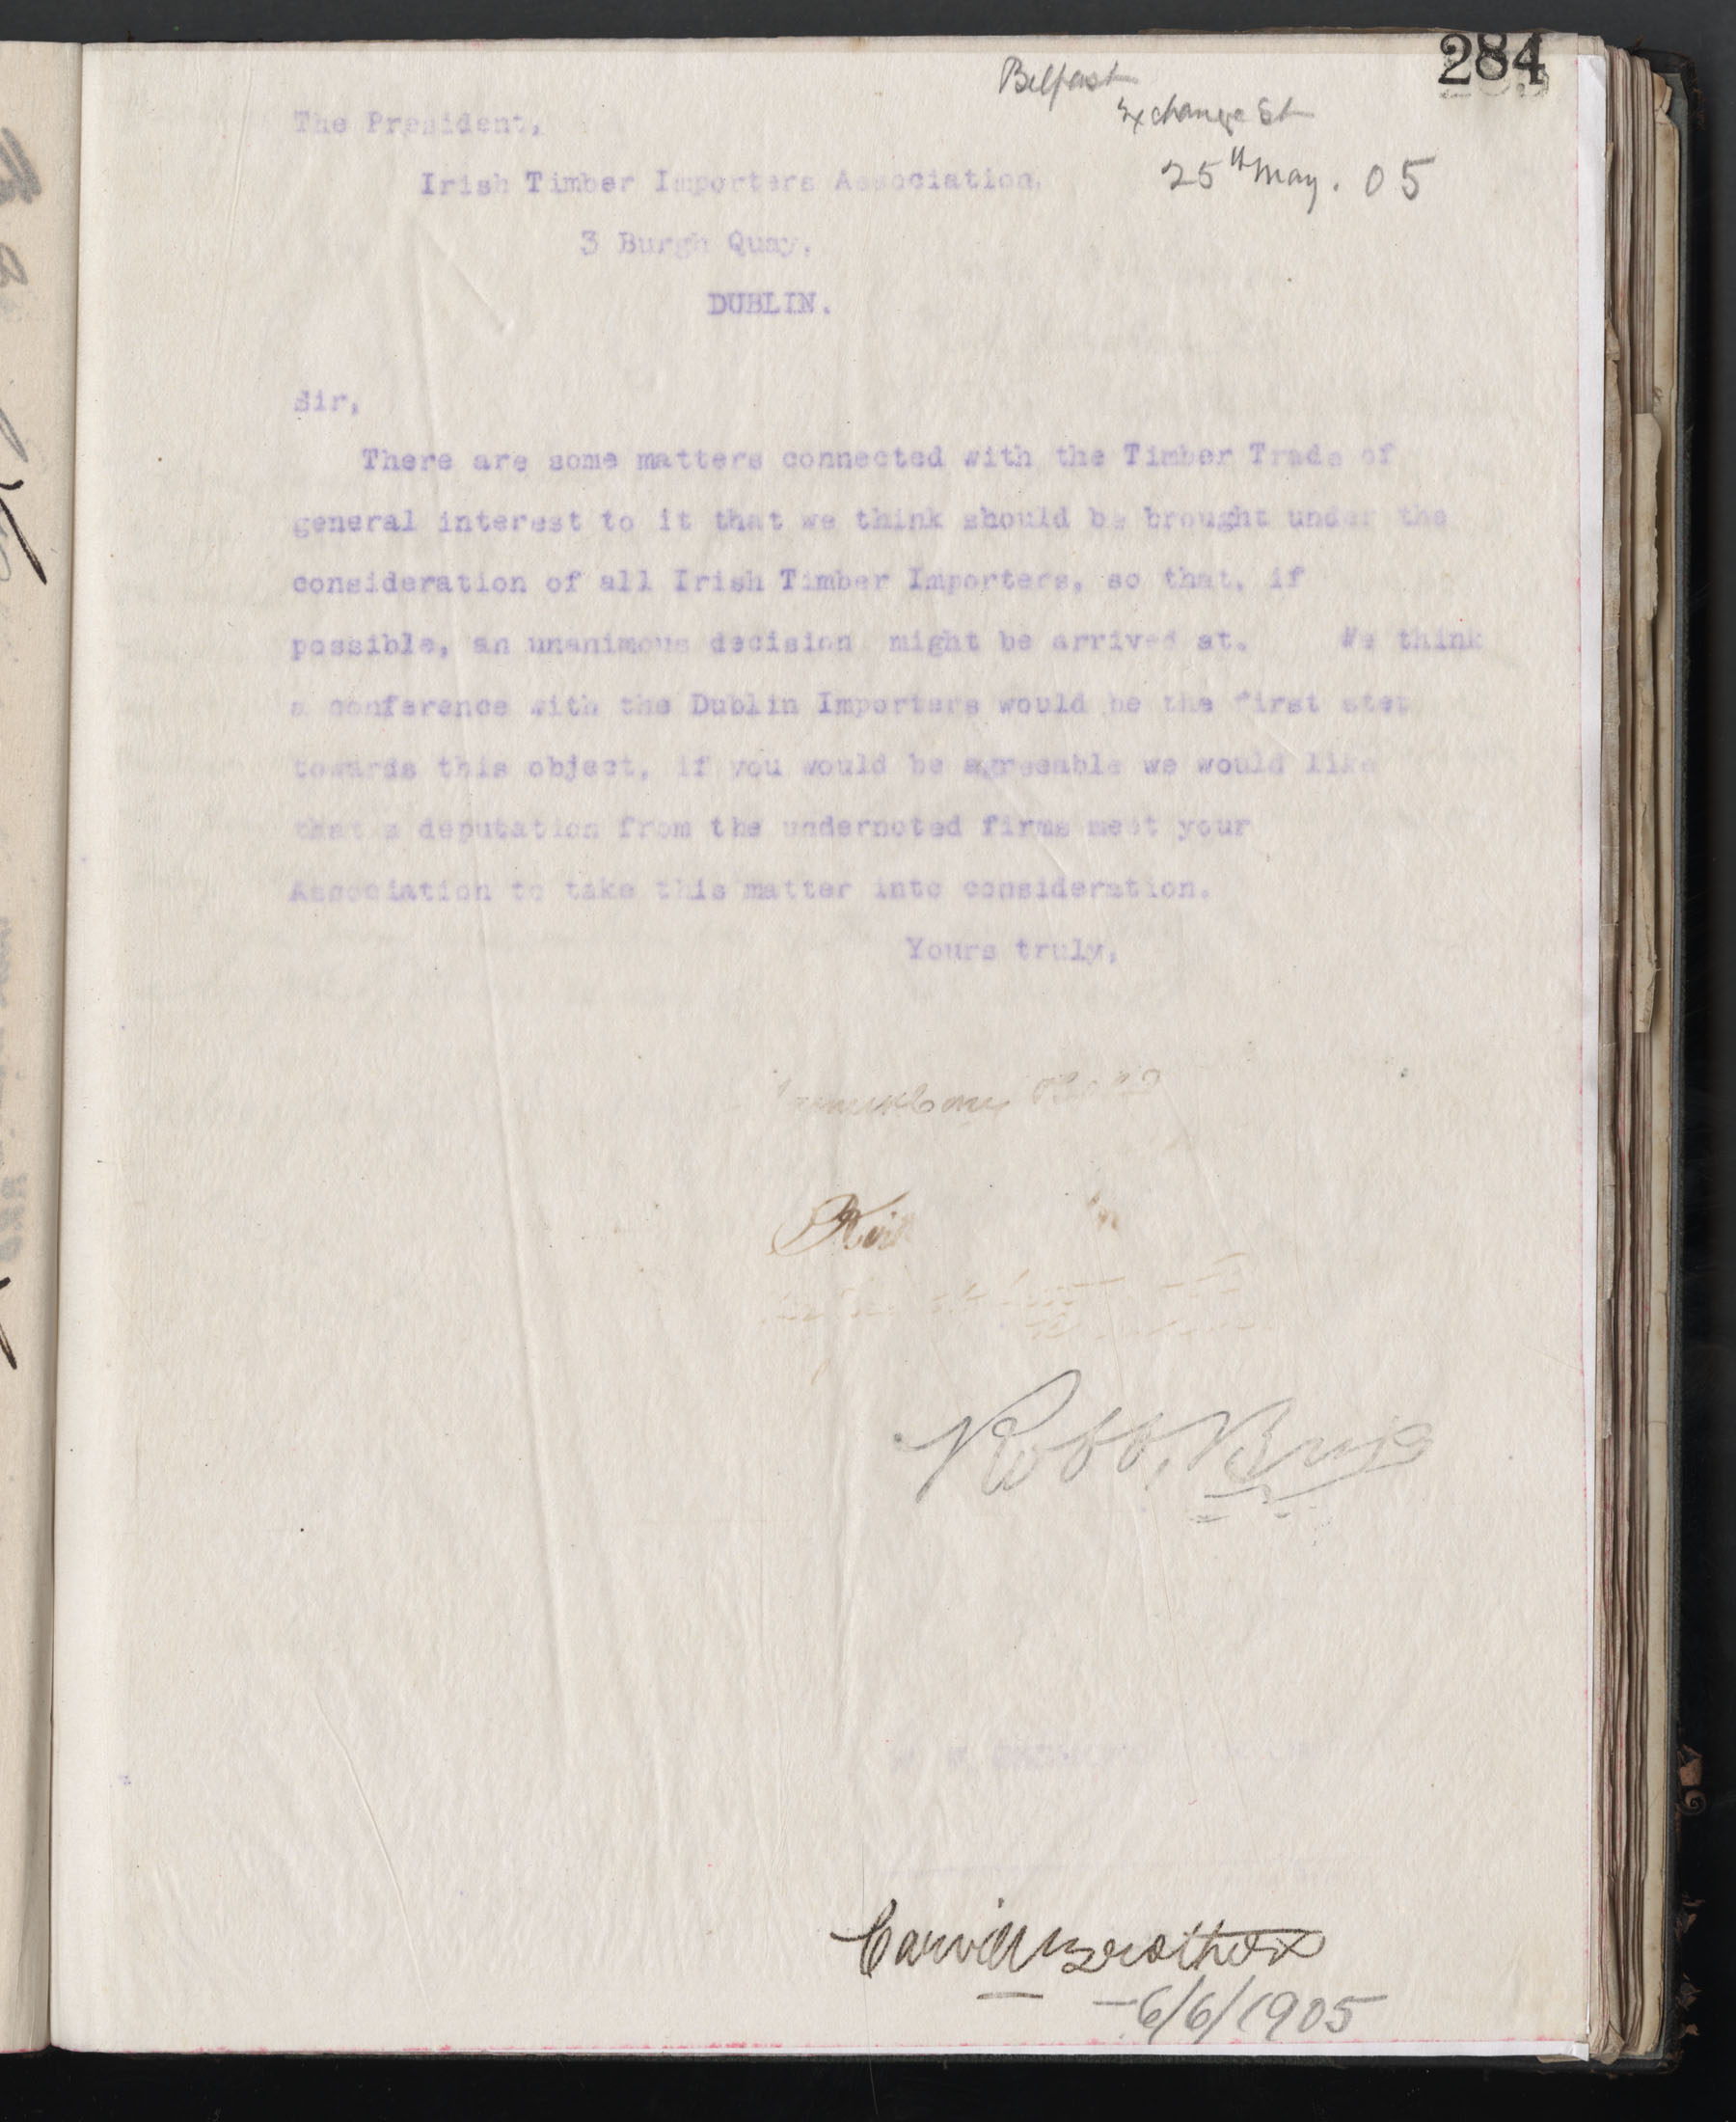 284
Belfast
Exchange St
25th May. 05
The President,
Irish Timber Importers Association,
3 Burgh Quay,
DUBLIN.
Sir,
There are some matters connected with the Timber Trade of
general interest to it that we think should be brought under the
consideration of all Irish Timber Importers, so that, if
possible, an unanimous decision might be arrived at. We think
a conference with the Dublin Importers would be the first step
towards this object, if you would be agreeable we would like
that a deputation from the undernoted firms meet your
Association to take this matter into consideration.
Yours truly,
Robb, Bros
Carvill Brothers
6/6/1905